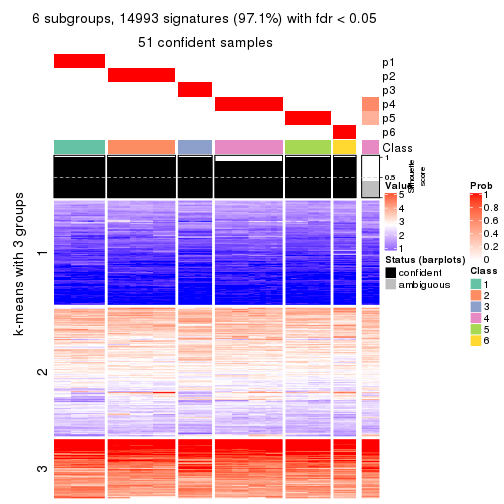 6 subgroups, 14993 signatures (97.1%) with fdr < 0.05
51 confident samples
p1
p2
p3
p4
p5
p6
Class
1
0.5
0
Silhouette
score
k-means with 3 groups
1
2
3
Value
5
4
3
2
1
Status (barplots)
confident
ambiguous
Prob
1
0.8
0.6
0.4
0.2
0
Class
1
2
3
4
5
6